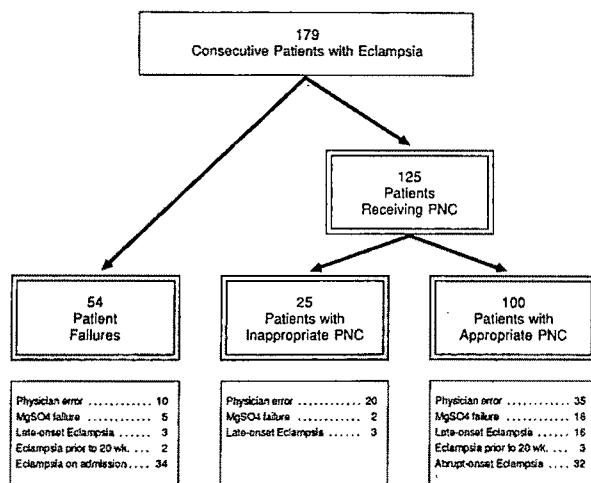 179
Consecutive Patients with Eclampsia
125
Patients
Receiving PNC
54
Patient
Failures
25
Patients with
Inappropriate PNC
100
Patients with
Appropriate PNC
Physician error .......... 10
MgSO4 failure ........... 5
Late-onset Eclampsia ..... 3
Eclampsia prior to 20 wk. .. 2
Eclampsia on admission .... 34
Physician error ............ 20
MgSO4 failure ............ 2
Late-onset Eclampsia ...... 3
Physician error ............ 35
MgSO4 failure ............ 16
Late-onset Eclampsia ...... 16
Eclampsia prior to 20 wk. ... 3
Abrupt-onset Eclampsia .... 32